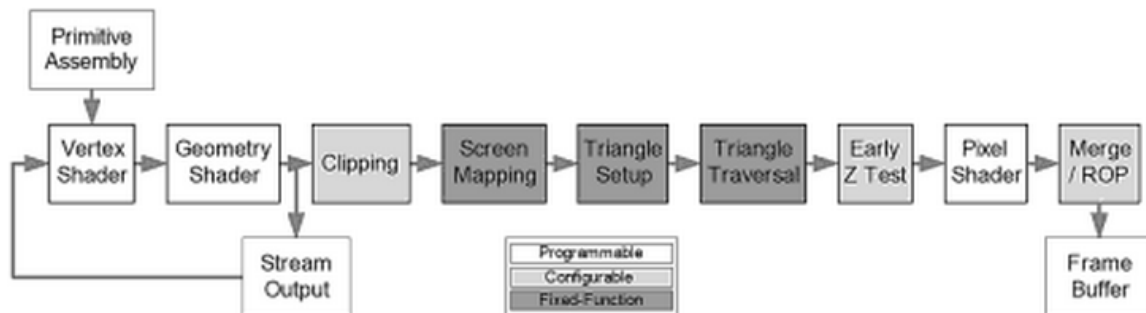 Primitive
Assembly
Vertex
Shader
Geometry
Shader
Clipping
Screen
Mapping
Triangle
Setup
Triangle
Traversal
Early
Z Test
Pixel
Shader
Merge
/ ROP
Stream
Output
Programmable
Configurable
Fixed-Function
Frame
Buffer